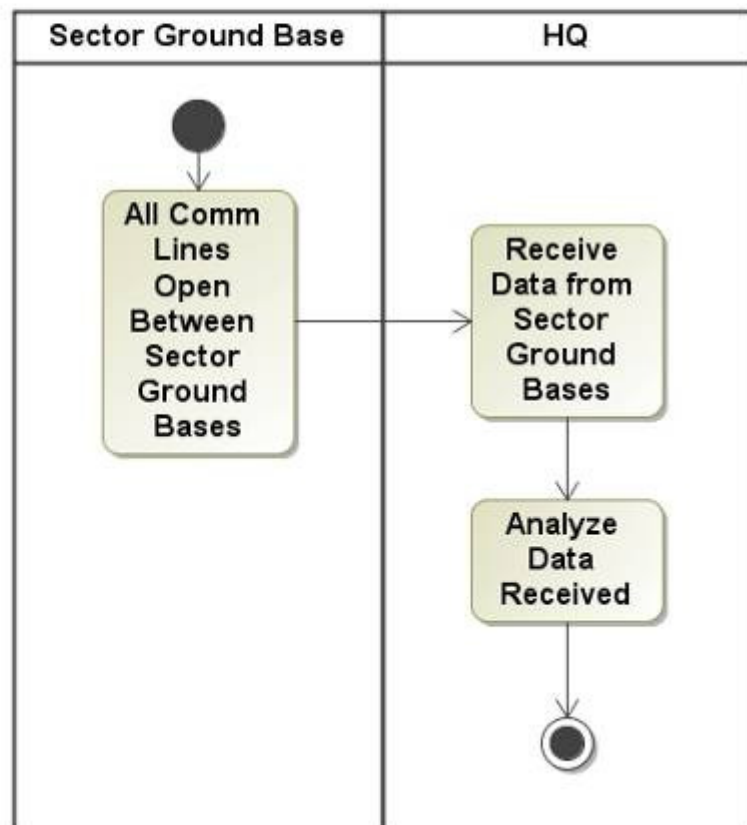 Sector Ground Base
HQ
All Comm
Lines
Open
Between
Sector
Ground
Bases
Receive
Data from
Sector
Ground
Bases
Analyze
Data
Received